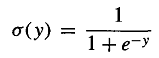 σ(y) = 1 / (1 + e^{-y})